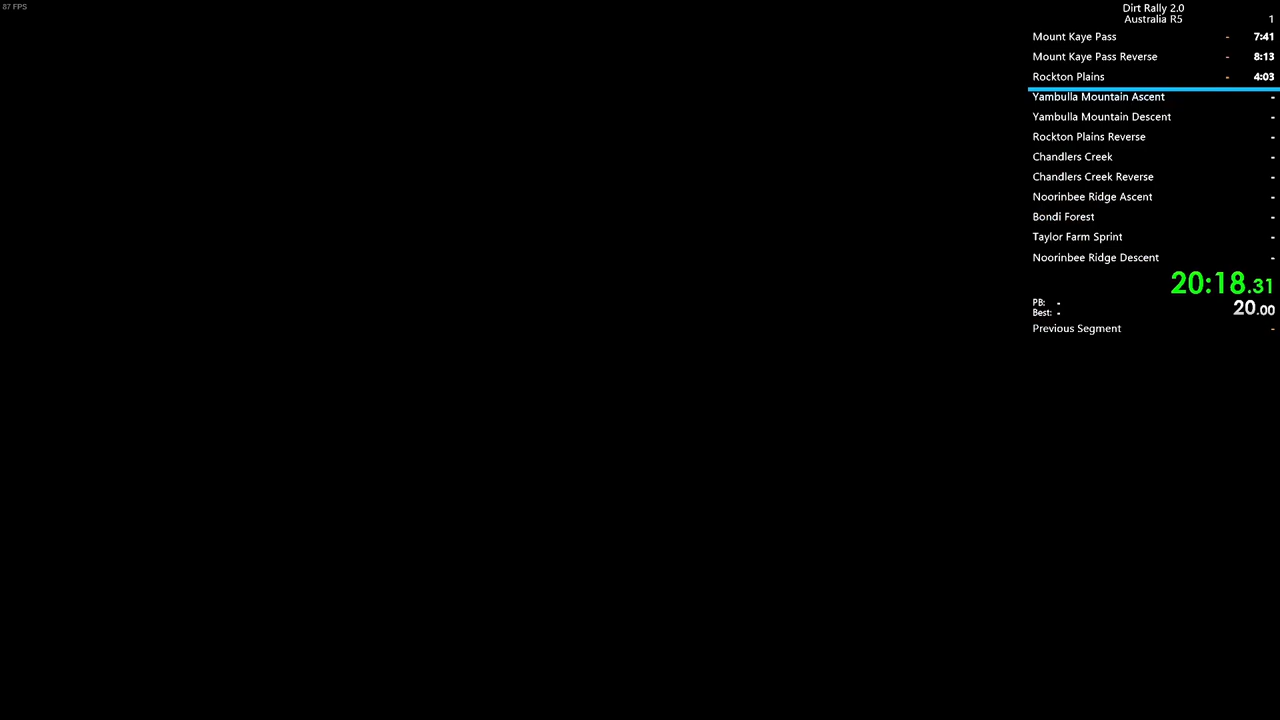 87 FPS
Dirt Rally 2.0
Australia R5 1
Mount Kaye Pass - 7:41
Mount Kaye Pass Reverse - 8:13
Rockton Plains - 4:03
Yambulla Mountain Ascent -
Yambulla Mountain Descent -
Rockton Plains Reverse -
Chandlers Creek -
Chandlers Creek Reverse -
Noorinbee Ridge Ascent -
Bondi Forest -
Taylor Farm Sprint -
Noorinbee Ridge Descent -
20:18.31
PB: - 20.00
Best: -
Previous Segment -